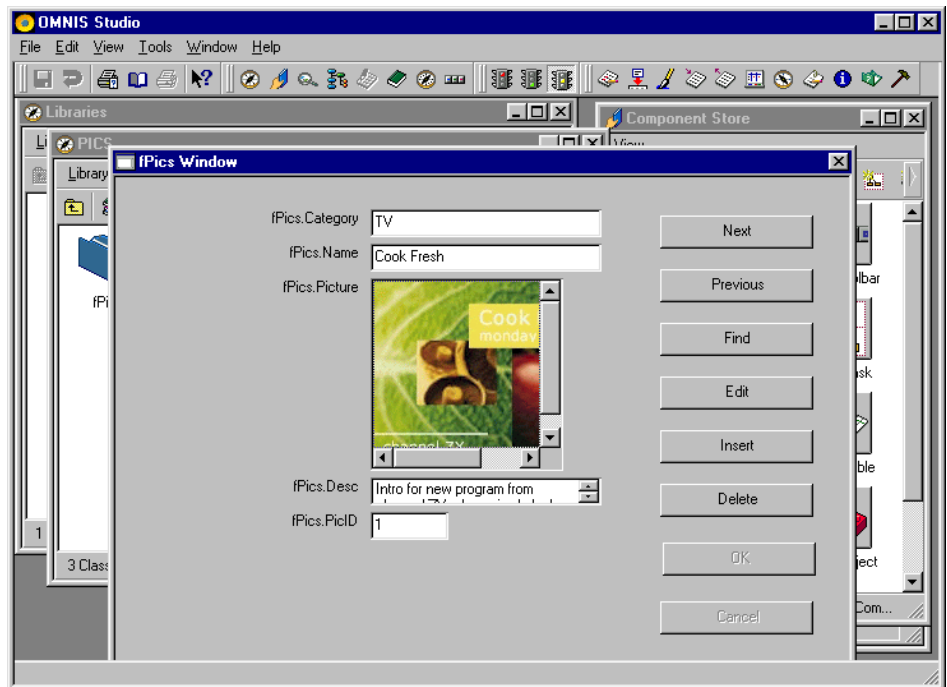 OMNIS Studio
File Edit View Tools Window Help
Libraries
Component Store
Li
PICS
View
fPics Window
Library
fPics.Category TV
Next
fPics.Name Cook Fresh
fPics.Picture
Previous
lbar
fPi
Cook
monday
Find
ask
Edit
Insert
ble
fPics.Desc Intro for new program from
Delete
fPics.PicID 1
1
3 Class
OK
ject
Com...
Cancel